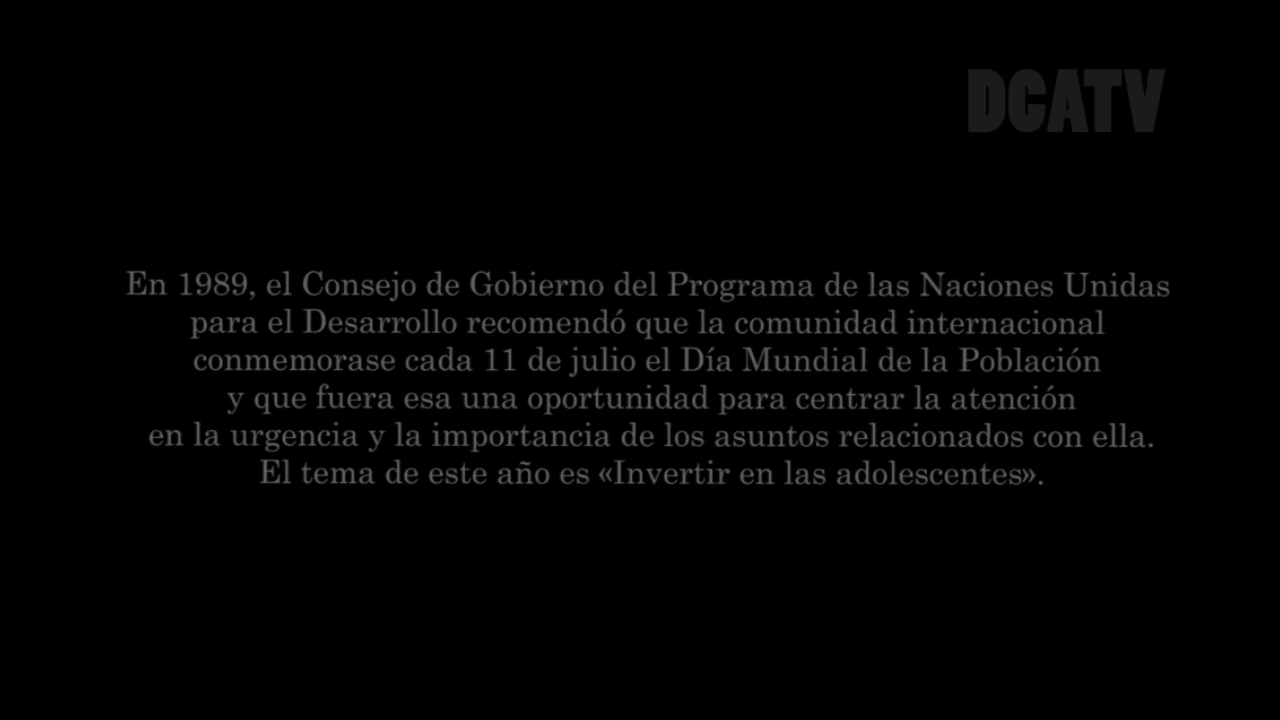 DCATV
En 1989, el Consejo de Gobierno del Programa de las Naciones Unidas
para el Desarrollo recomendó que la comunidad internacional
conmemorase cada 11 de julio el Día Mundial de la Población
y que fuera esa una oportunidad para centrar la atención
en la urgencia y la importancia de los asuntos relacionados con ella.
El tema de este año es «Invertir en las adolescentes».